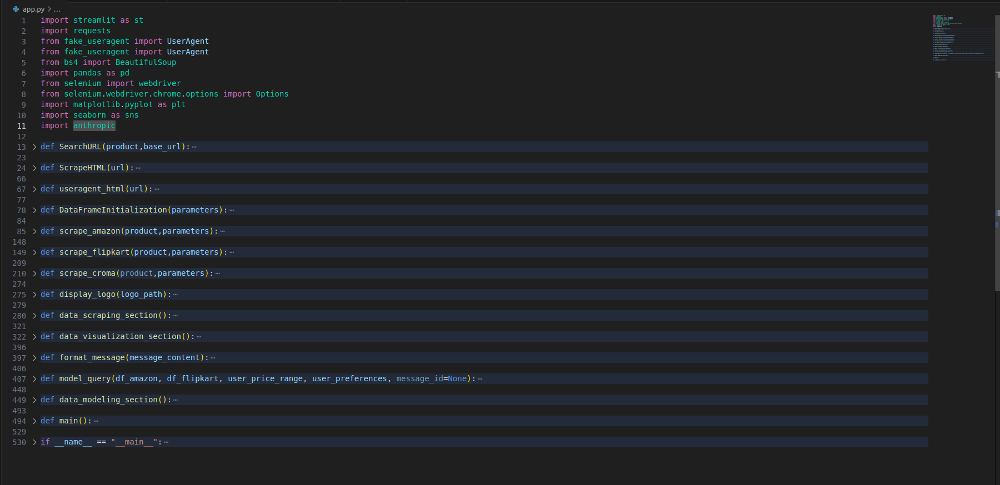 app.py > ...
1 import streamlit as st
2 import requests
3 from fake_useragent import UserAgent
4 from fake_useragent import UserAgent
5 from bs4 import BeautifulSoup
6 import pandas as pd
7 from selenium import webdriver
8 from selenium.webdriver.chrome.options import Options
9 import matplotlib.pyplot as plt
10 import seaborn as sns
11 import anthropic
12
13 > def SearchURL(product,base_url):⋯
23
24 > def ScrapeHTML(url):⋯
66
67 > def useragent_html(url):⋯
77
78 > def DataFrameInitialization(parameters):⋯
84
85 > def scrape_amazon(product,parameters):⋯
148
149 > def scrape_flipkart(product,parameters):⋯
209
210 > def scrape_croma(product,parameters):⋯
274
275 > def display_logo(logo_path):⋯
279
280 > def data_scraping_section():⋯
321
322 > def data_visualization_section():⋯
396
397 > def format_message(message_content):⋯
406
407 > def model_query(df_amazon, df_flipkart, user_price_range, user_preferences, message_id=None):⋯
448
449 > def data_modeling_section():⋯
493
494 > def main():⋯
529
530 > if __name__ == "__main__":⋯